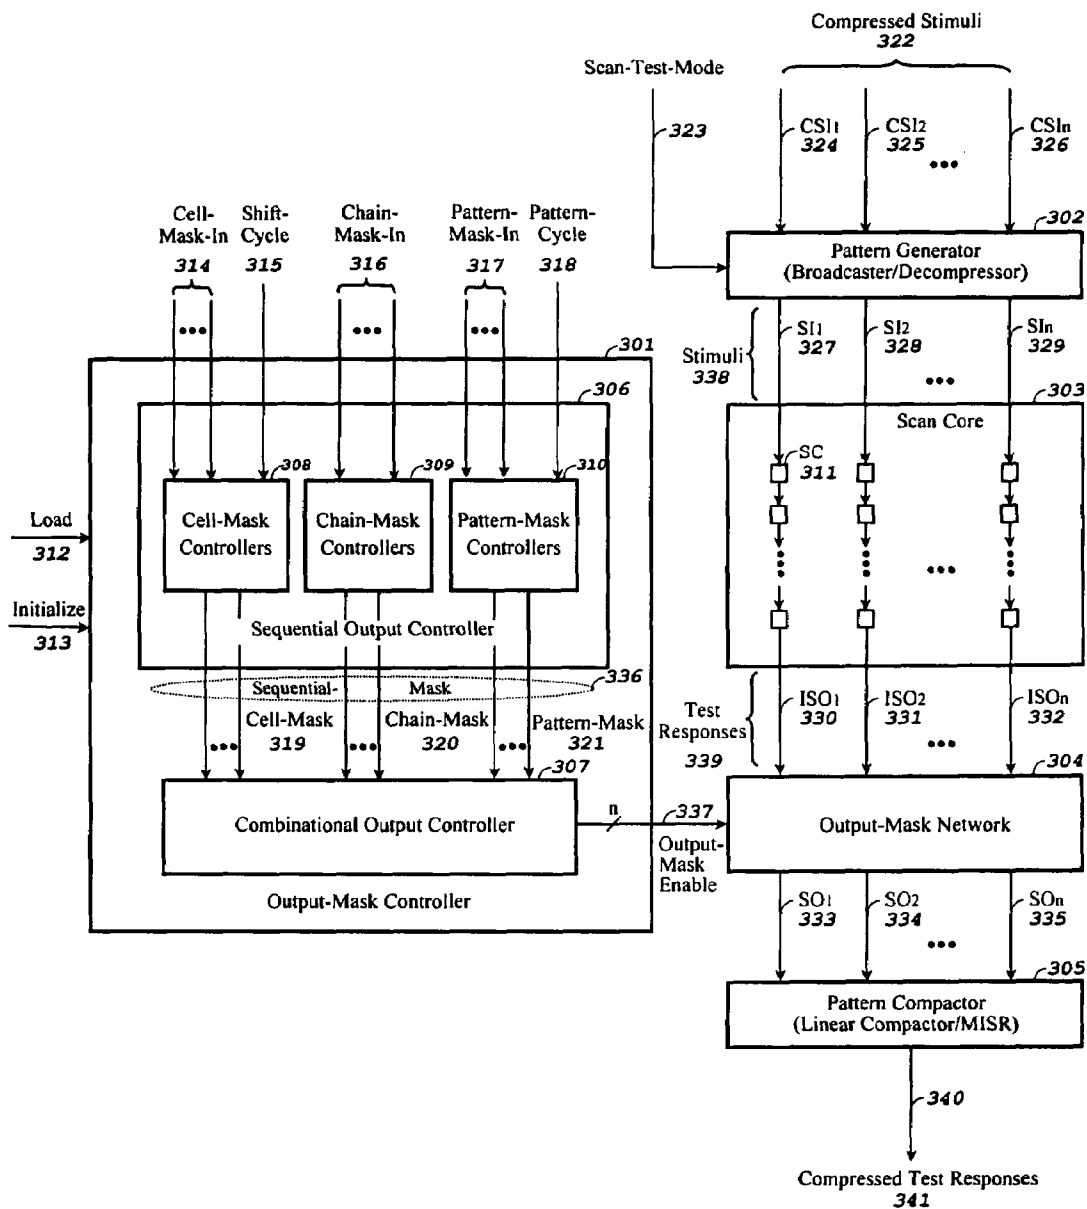 Compressed Stimuli
322
Scan-Test-Mode
323
CSI1
324
CSI2
325
CSIn
326
302
Pattern Generator
(Broadcaster/Decompressor)
Cell-
Mask-In
314
Shift-
Cycle
315
Chain-
Mask-In
316
Pattern-
Mask-In
317
Pattern-
Cycle
318
Stimuli
338
SI1
327
SI2
328
SIn
329
301
306
303
Scan Core
SC
311
308
Cell-Mask
Controllers
309
Chain-Mask
Controllers
310
Pattern-Mask
Controllers
Load
312
Initialize
313
Sequential Output Controller
336
Sequential- Mask
Cell-Mask
319
Chain-Mask
320
Pattern-Mask
321
Test
Responses
339
ISO1
330
ISO2
331
ISOn
332
307
Combinational Output Controller
n
337
Output-
Mask
Enable
304
Output-Mask Network
Output-Mask Controller
SO1
333
SO2
334
SOn
335
305
Pattern Compactor
(Linear Compactor/MISR)
340
Compressed Test Responses
341